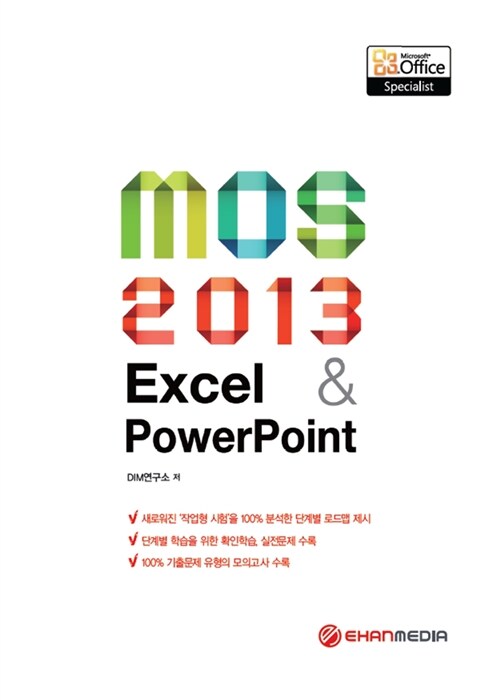 Microsoft®
Office
Specialist
MOS
2013
Excel &
PowerPoint
DIM연구소 저
새로워진 '작업형 시험'을 100% 분석한 단계별 로드맵 제시
단계별 학습을 위한 확인학습, 실전문제 수록
100% 기출문제 유형의 모의고사 수록
EHANMEDIA